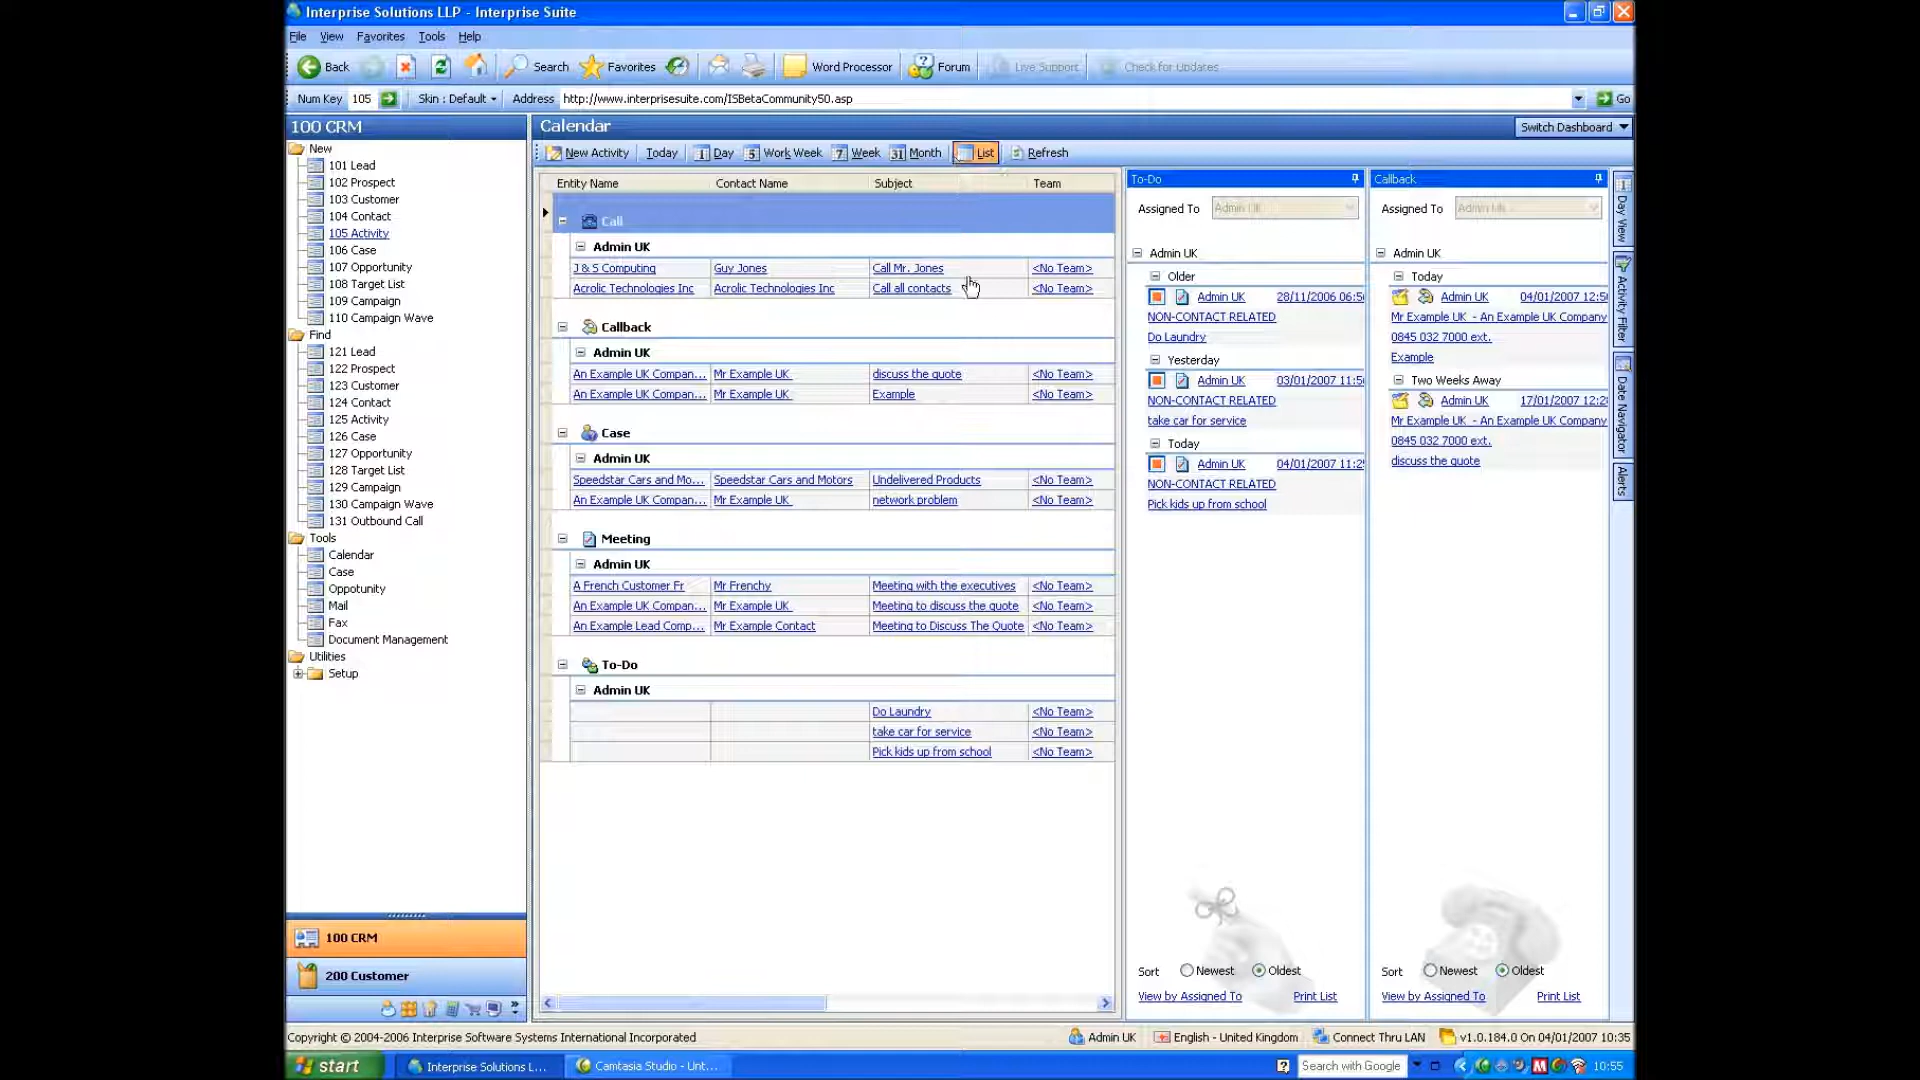 Interprise Solutions LLP - Interprise Suite
File View Favorites Tools Help
Back Search Favorites Word Processor Forum Live Support Check for Updates
Num Key 105 Skin : Default Address http://www.interprisesuite.com/ISBetaCommunity50.asp Go
100 CRM
New
101 Lead
102 Prospect
103 Customer
104 Contact
105 Activity
106 Case
107 Opportunity
108 Target List
109 Campaign
110 Campaign Wave
Find
121 Lead
122 Prospect
123 Customer
124 Contact
125 Activity
126 Case
127 Opportunity
128 Target List
129 Campaign
130 Campaign Wave
131 Outbound Call
Tools
Calendar
Case
Oppotunity
Mail
Fax
Document Management
Utilities
Setup
100 CRM
200 Customer
Calendar Switch Dashboard
New Activity Today 1 Day 5 Work Week 7 Week 31 Month List Refresh
Entity Name Contact Name Subject Team
Call
Admin UK
J & S Computing Guy Jones Call Mr. Jones <No Team>
Acrolic Technologies Inc Acrolic Technologies Inc Call all contacts <No Team>
Callback
Admin UK
An Example UK Compan... Mr Example UK discuss the quote <No Team>
An Example UK Compan... Mr Example UK Example <No Team>
Case
Admin UK
Speedstar Cars and Mo... Speedstar Cars and Motors Undelivered Products <No Team>
An Example UK Compan... Mr Example UK network problem <No Team>
Meeting
Admin UK
A French Customer Fr Mr Frenchy Meeting with the executives <No Team>
An Example UK Compan... Mr Example UK Meeting to discuss the quote <No Team>
An Example Lead Comp... Mr Example Contact Meeting to Discuss The Quote <No Team>
To-Do
Admin UK
Do Laundry <No Team>
take car for service <No Team>
Pick kids up from school <No Team>
To-Do
Assigned To Admin UK
Admin UK
Older
Admin UK 28/11/2006 06:5
NON-CONTACT RELATED
Do Laundry
Yesterday
Admin UK 03/01/2007 11:5
NON-CONTACT RELATED
take car for service
Today
Admin UK 04/01/2007 11:2
NON-CONTACT RELATED
Pick kids up from school
Sort Newest Oldest
View by Assigned To Print List
Callback
Assigned To Admin UK
Admin UK
Today
Admin UK 04/01/2007 12:5
Mr Example UK - An Example UK Company
0845 032 7000 ext.
Example
Two Weeks Away
Admin UK 17/01/2007 12:2
Mr Example UK - An Example UK Company
0845 032 7000 ext.
discuss the quote
Sort Newest Oldest
View by Assigned To Print List
Day View
Activity Filter
Date Navigator
Alerts
Copyright © 2004-2006 Interprise Software Systems International Incorporated Admin UK English - United Kingdom Connect Thru LAN v1.0.184.0 On 04/01/2007 10:35
start Interprise Solutions L... Camtasia Studio - Unt... Search with Google 10:55